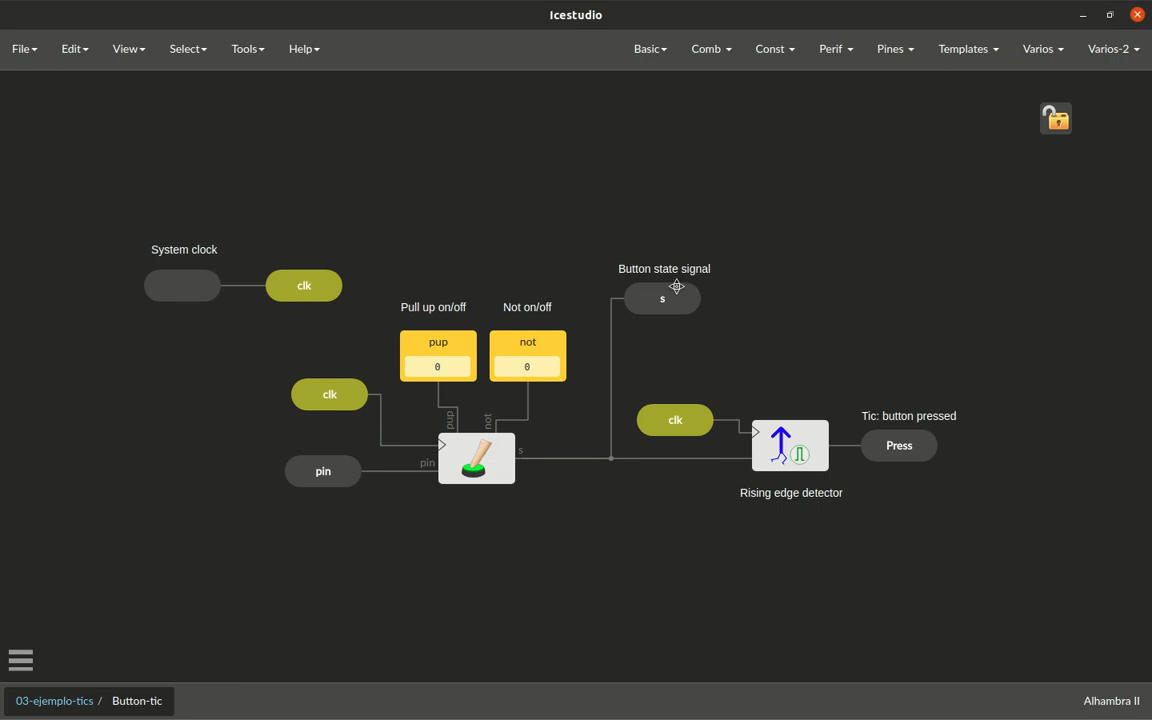 Icestudio
File Edit View Select Tools Help Basic Comb Const Perif Pines Templates Varios Varios-2
System clock
clk
Button state signal
s
Pull up on/off
Not on/off
pup
0
not
0
clk
pup
not
pin
pin
s
clk
Tic: button pressed
Press
Rising edge detector
03-ejemplo-tics / Button-tic
Alhambra II